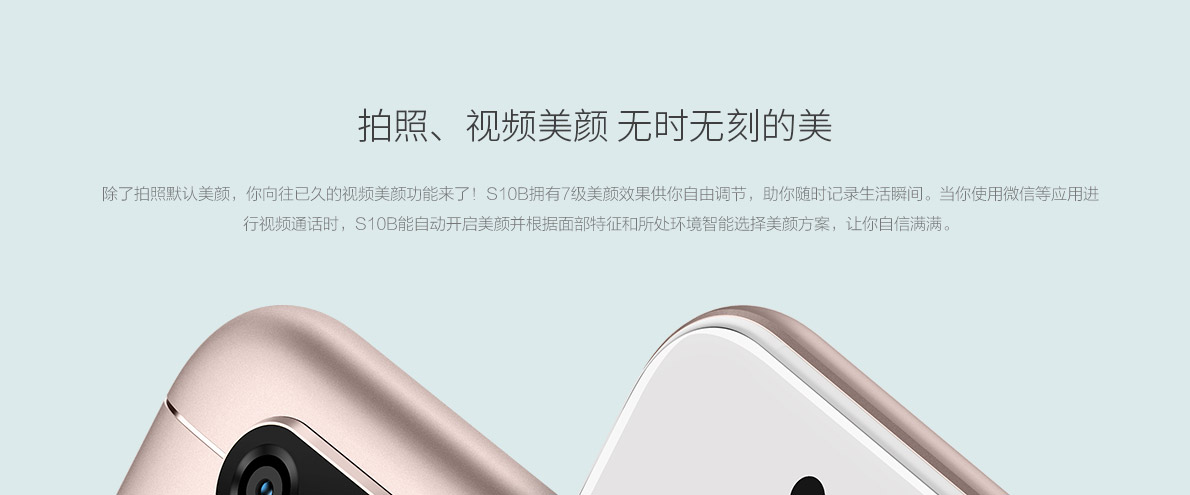 拍照、视频美颜 无时无刻的美
除了拍照默认美颜，你向往已久的视频美颜功能来了！S10B拥有7级美颜效果供你自由调节，助你随时记录生活瞬间。当你使用微信等应用进
行视频通话时，S10B能自动开启美颜并根据面部特征和所处环境智能选择美颜方案，让你自信满满。